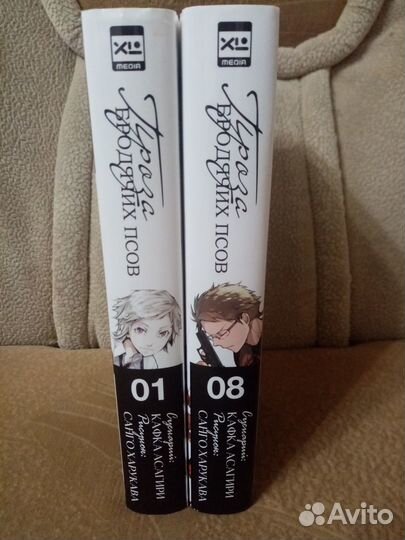 XL
MEDIA
Проза
БРОДЯЧИХ ПСОВ
01
Сценарий:
КАФКА АСАГИРИ
Рисунок:
САНГО ХАРУКАВА
XL
MEDIA
Проза
БРОДЯЧИХ ПСОВ
08
Сценарий:
КАФКА АСАГИРИ
Рисунок:
САНГО ХАРУКАВА
Avito